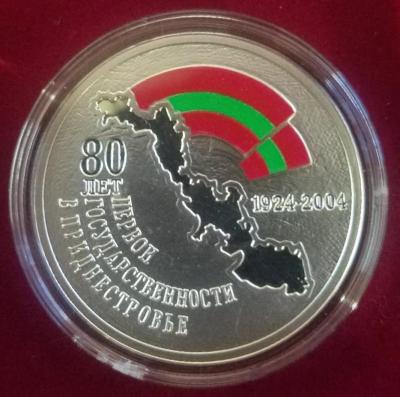 80
ЛЕТ
ПЕРВОЙ
ГОСУДАРСТВЕННОСТИ
В ПРИДНЕСТРОВЬЕ
1924-2004